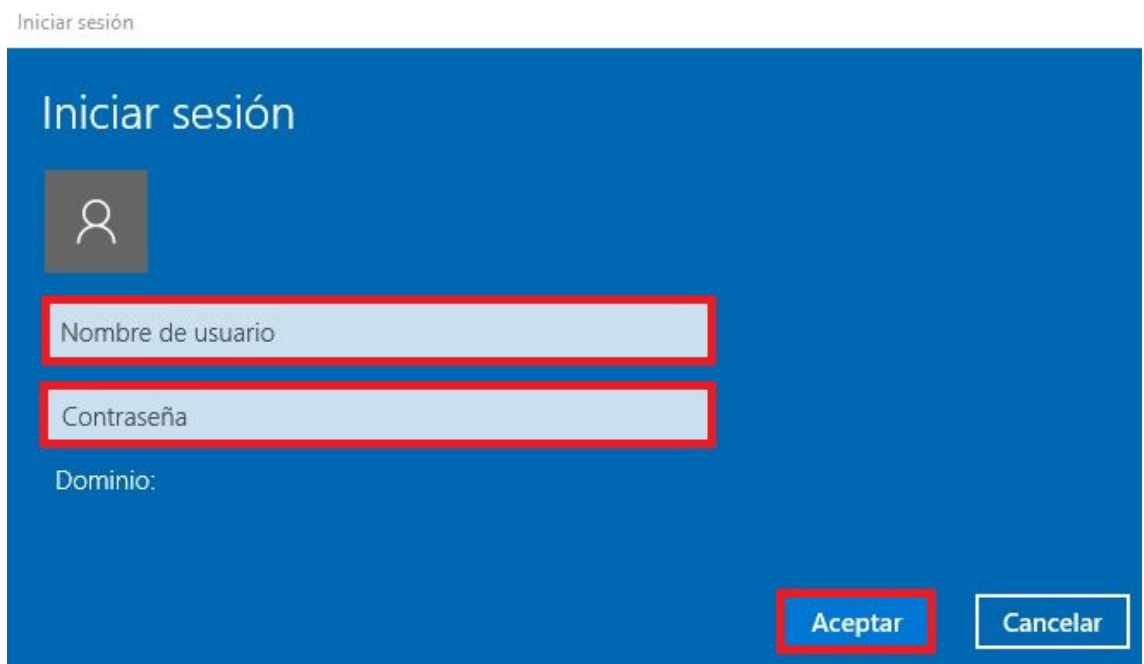 Iniciar sesión
Iniciar sesión
Nombre de usuario
Contraseña
Dominio:
Aceptar Cancelar